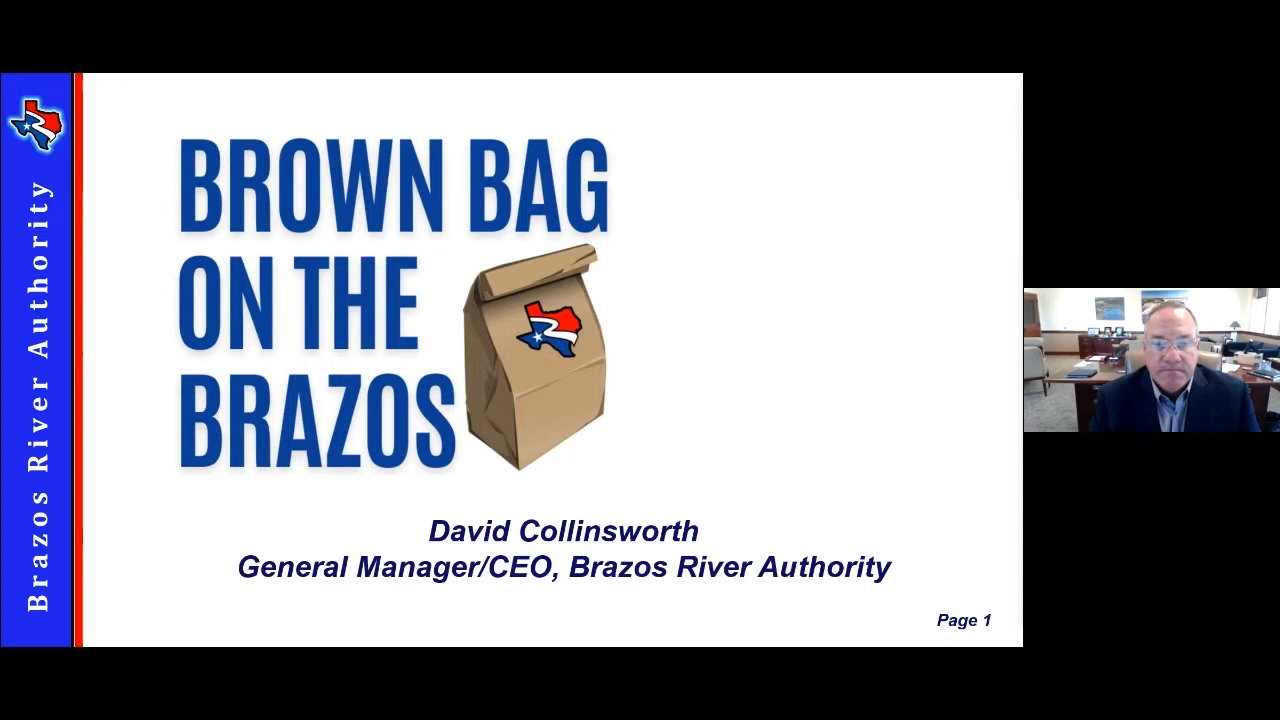 Brazos River Authority
BROWN BAG
ON THE
BRAZOS
David Collinsworth
General Manager/CEO, Brazos River Authority
Page 1